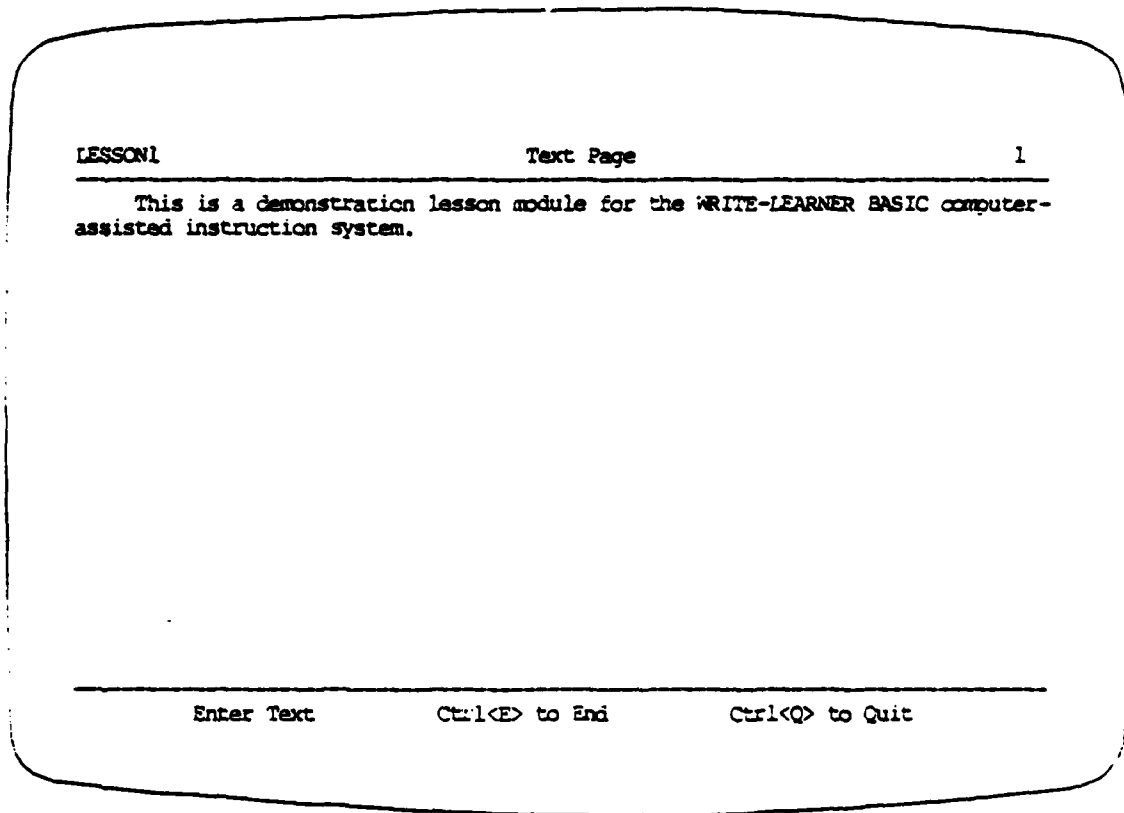 LESSON1 Text Page 1
This is a demonstration lesson module for the WRITE-LEARNER BASIC computer-
assisted instruction system.
Enter Text Ctrl<E> to End Ctrl<Q> to Quit